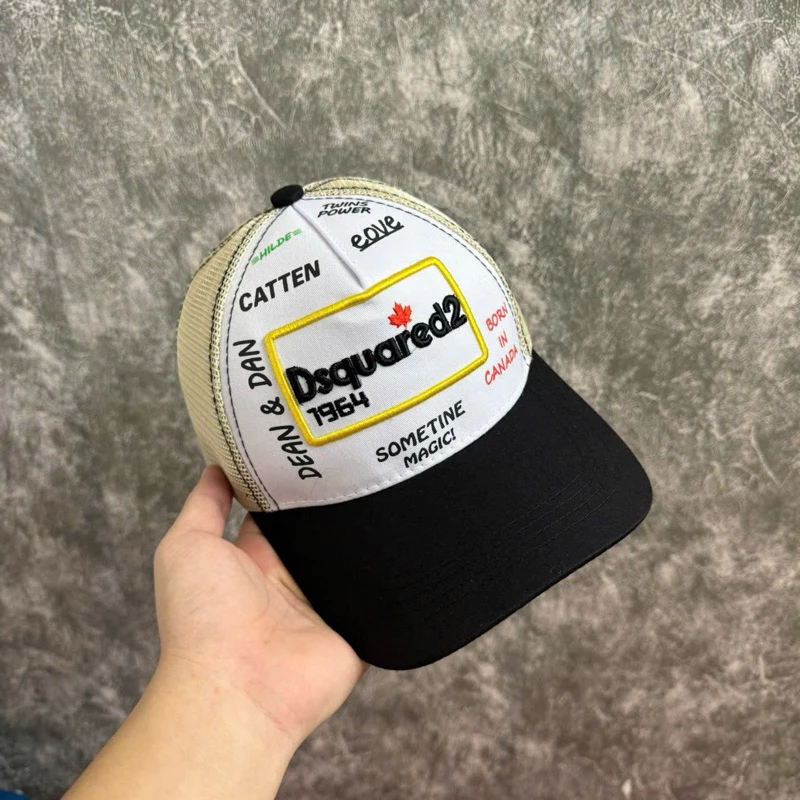 TWINS
POWER
eove
=HILDE=
CATTEN
DEAN & DAN
Dsquared2
1964
BORN
IN
CANADA
SOMETINE
MAGIC!